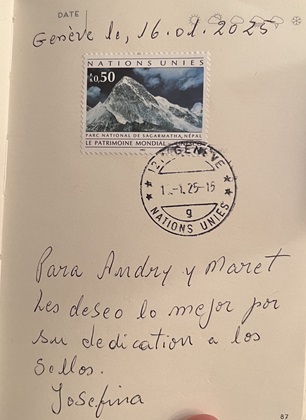 DATE
Genève le, 16.01.2025
NATIONS UNIES
0.50
PARC NATIONAL DE SAGARMATHA, NÉPAL
LE PATRIMOINE MONDIAL
GENÈVE
-1.25-15
g
NATIONS UNIES
Para Andry y Maret
Les deseo lo mejor por
su dedication a los
sellos.
Josefina
87